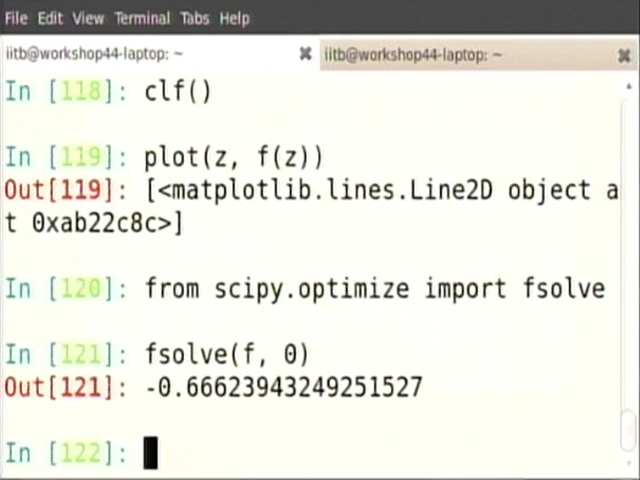 File Edit View Terminal Tabs Help
iitb@workshop44-laptop: ~ iitb@workshop44-laptop: ~
In [118]: clf()
In [119]: plot(z, f(z))
Out[119]: [<matplotlib.lines.Line2D object a
t 0xab22c8c>]
In [120]: from scipy.optimize import fsolve
In [121]: fsolve(f, 0)
Out[121]: -0.66623943249251527
In [122]: